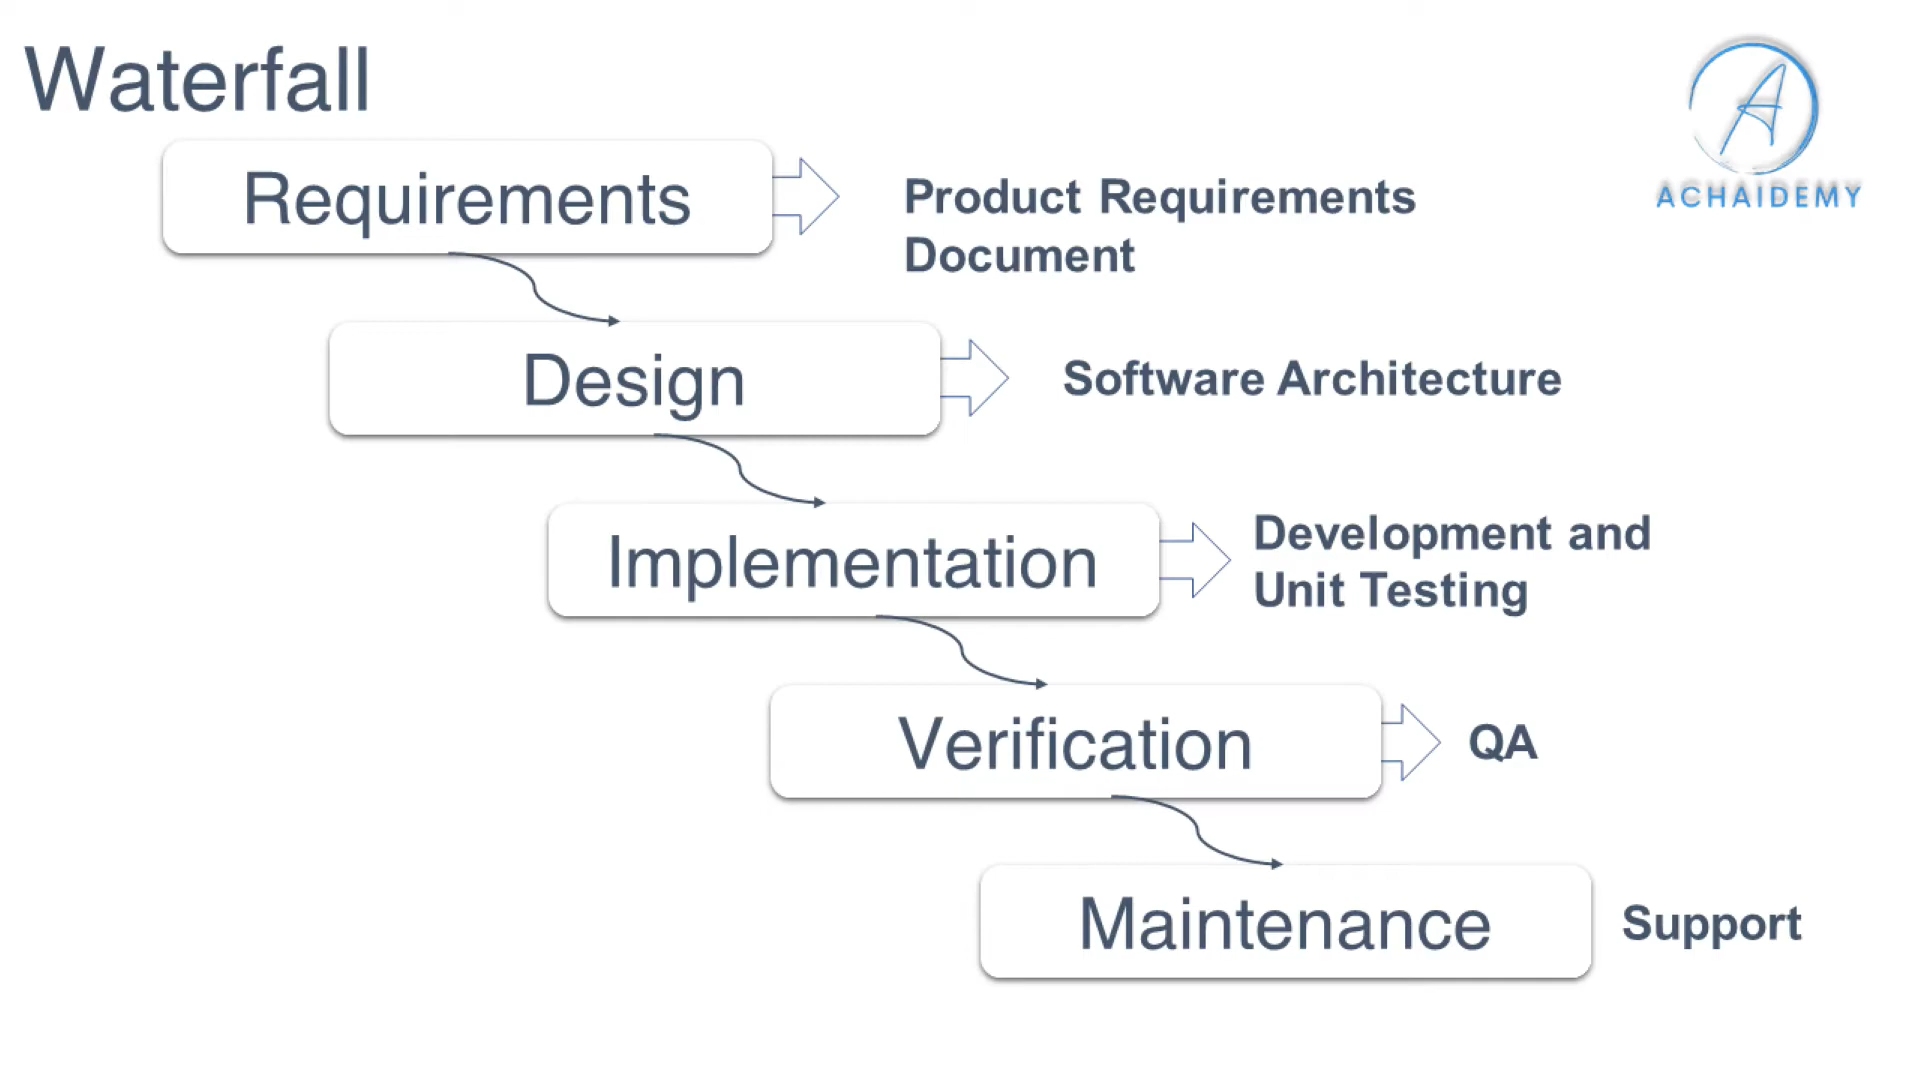 Waterfall
ACHAIDEMY
Requirements
Product Requirements
Document
Design
Software Architecture
Implementation
Development and
Unit Testing
Verification
QA
Maintenance
Support